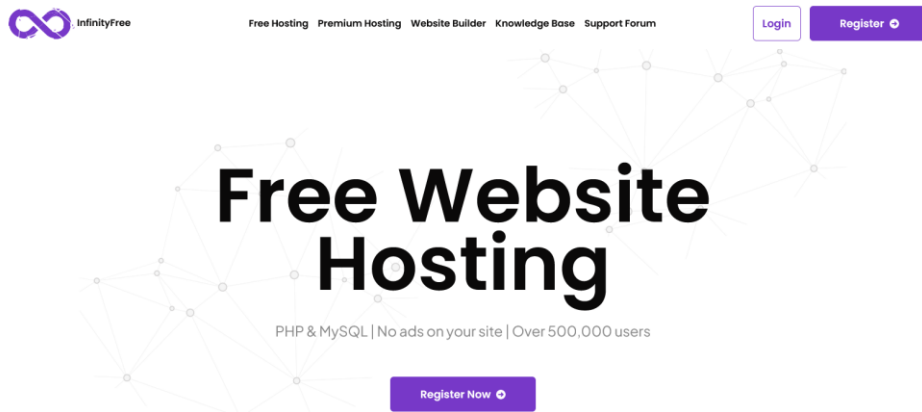 InfinityFree
Free Hosting Premium Hosting Website Builder Knowledge Base Support Forum
Login
Register
Free Website
Hosting
PHP & MySQL | No ads on your site | Over 500,000 users
Register Now